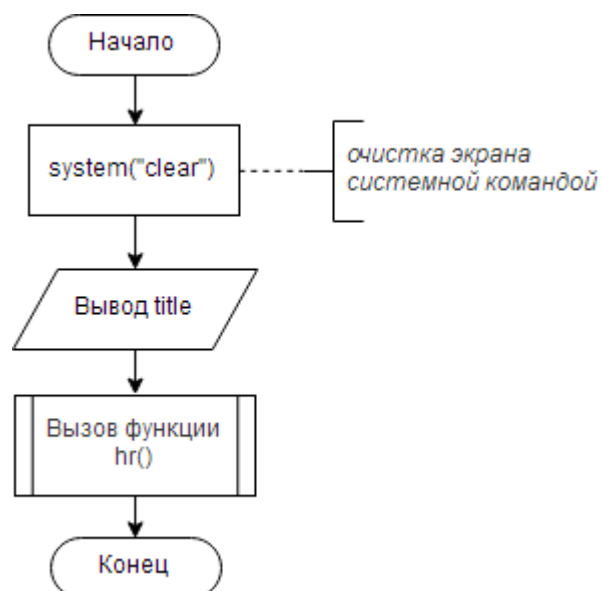 Начало
system("clear")
очистка экрана
системной командой
Вывод title
Вызов функции
hr()
Конец